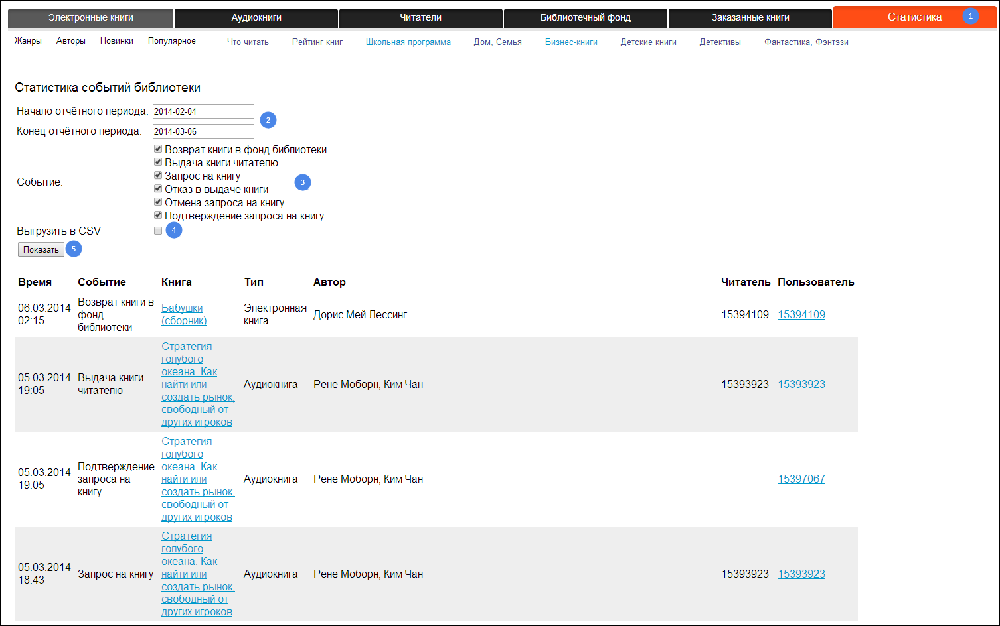 Электронные книги
Аудиокниги
Читатели
Библиотечный фонд
Заказанные книги
Статистика
1
Жанры
Авторы
Новинки
Популярное
Что читать
Рейтинг книг
Школьная программа
Дом, Семья
Бизнес-книги
Детские книги
Детективы
Фантастика, Фэнтэзи
Статистика событий библиотеки
Начало отчётного периода: 2014-02-04
2
Конец отчётного периода: 2014-03-06
Событие:
Возврат книги в фонд библиотеки
Выдача книги читателю
Запрос на книгу
3
Отказ в выдаче книги
Отмена запроса на книгу
Подтверждение запроса на книгу
Выгрузить в CSV
4
Показать
5
Время
Событие
Книга
Тип
Автор
Читатель
Пользователь
06.03.2014
02:15
Возврат книги в
фонд
библиотеки
Бабушки
(сборник)
Электронная
книга
Дорис Мей Лессинг
15394109
15394109
05.03.2014
19:05
Выдача книги
читателю
Стратегия
голубого
океана. Как
найти или
создать рынок,
свободный от
других игроков
Аудиокнига
Рене Моборн, Ким Чан
15393923
15393923
05.03.2014
19:05
Подтверждение
запроса на
книгу
Стратегия
голубого
океана. Как
найти или
создать рынок,
свободный от
других игроков
Аудиокнига
Рене Моборн, Ким Чан
15397067
05.03.2014
18:43
Запрос на книгу
Стратегия
голубого
океана. Как
найти или
создать рынок,
свободный от
других игроков
Аудиокнига
Рене Моборн, Ким Чан
15393923
15393923